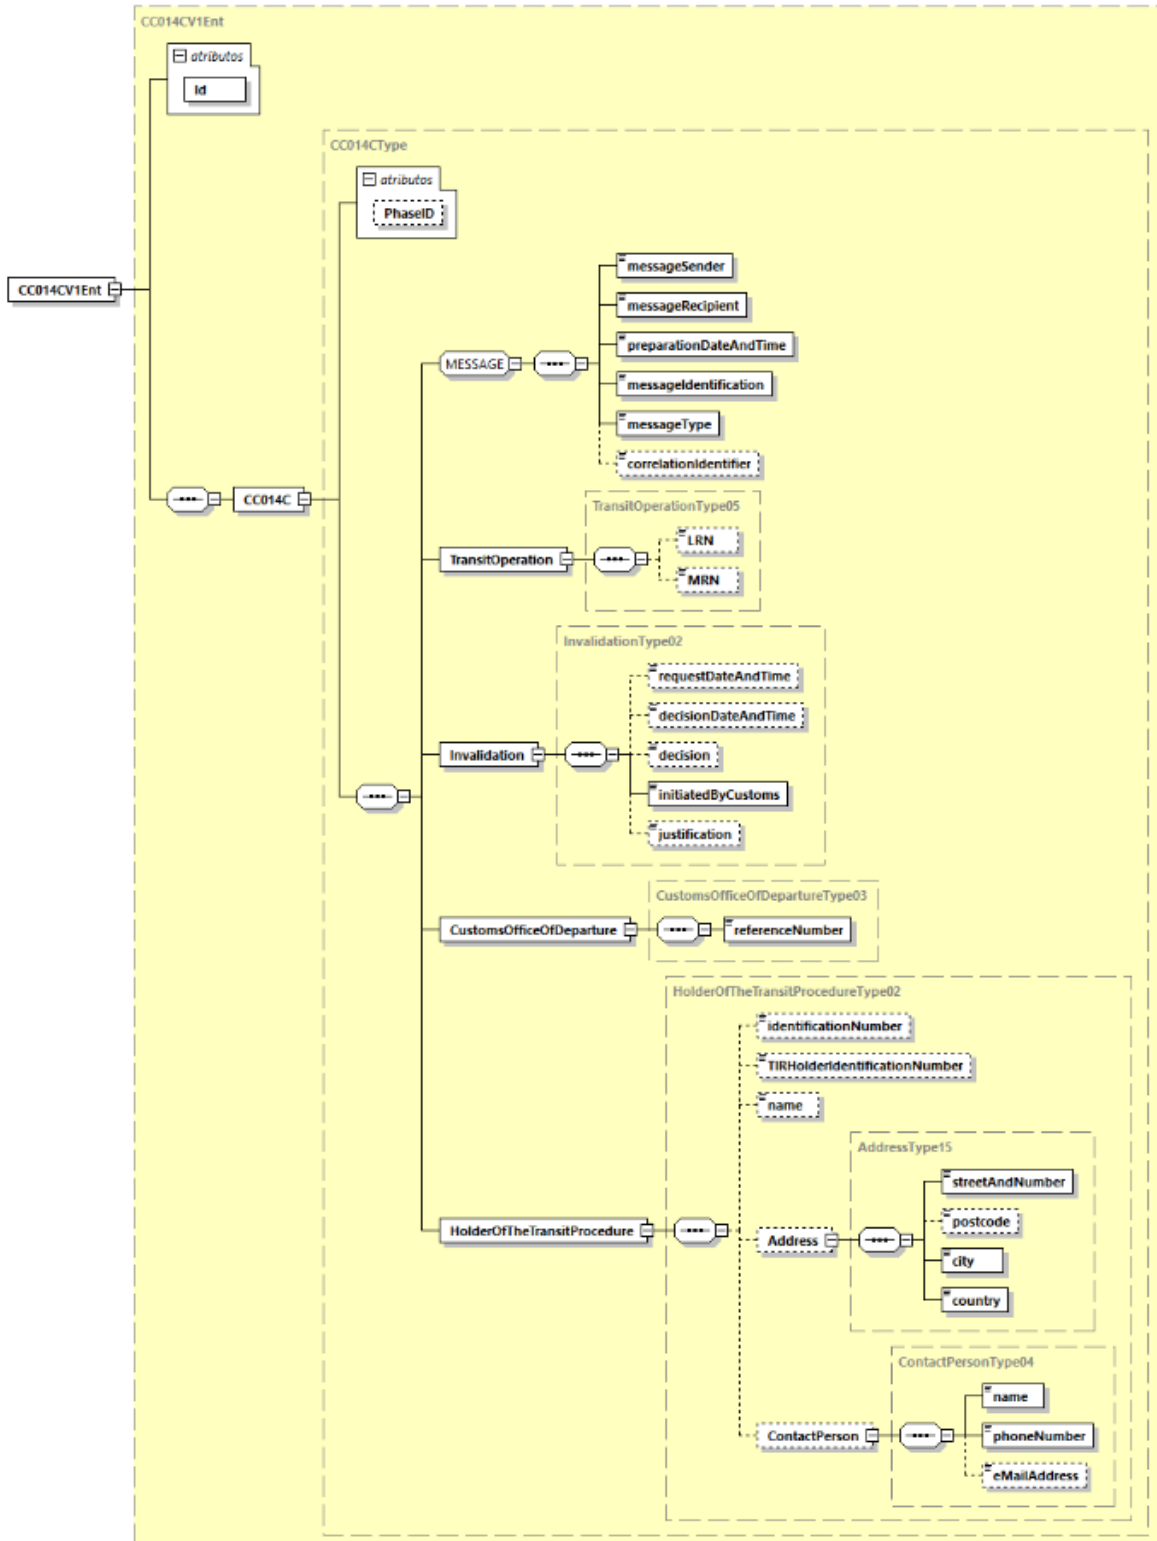 CC014CV1Ent
atributos
Id
CC014CType
atributos
PhaseID
CC014CV1Ent
messageSender
messageRecipient
preparationDateAndTime
MESSAGE
messageIdentification
messageType
correlationIdentifier
CC014C
TransitOperationType05
LRN
TransitOperation
MRN
InvalidationType02
requestDateAndTime
decisionDateAndTime
Invalidation
decision
initiatedByCustoms
justification
CustomsOfficeOfDepartureType03
CustomsOfficeOfDeparture
referenceNumber
HolderOfTheTransitProcedureType02
identificationNumber
TIRHolderIdentificationNumber
name
AddressType15
streetAndNumber
postcode
HolderOfTheTransitProcedure
Address
city
country
ContactPersonType04
name
ContactPerson
phoneNumber
eMailAddress